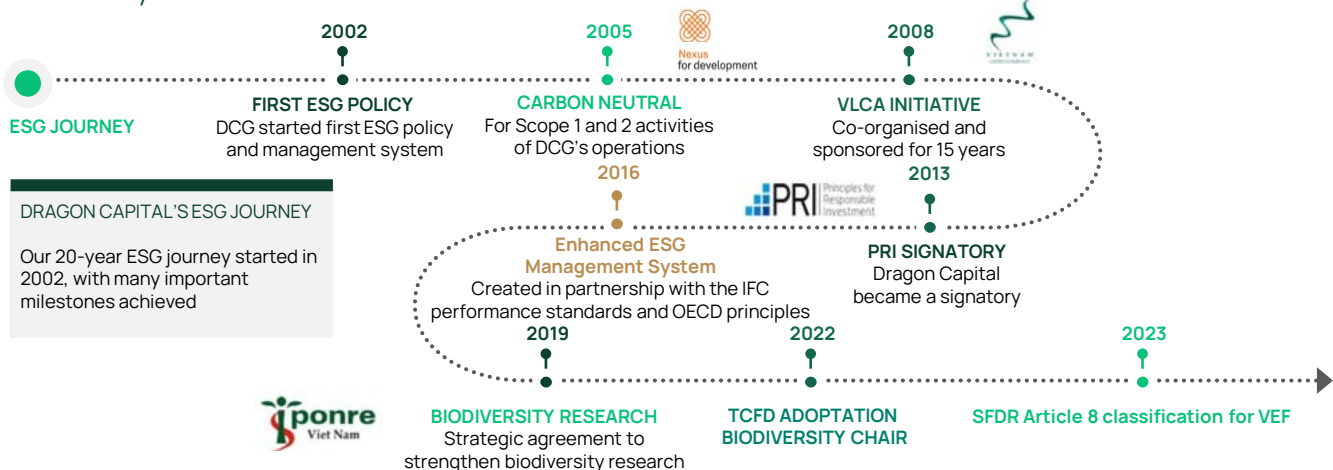 2002
2005
2008
Nexus
for development
VIETNAM
ESG JOURNEY
FIRST ESG POLICY
DCG started first ESG policy
and management system
CARBON NEUTRAL
For Scope 1 and 2 activities
of DCG's operations
VLCA INITIATIVE
Co-organised and
sponsored for 15 years
DRAGON CAPITAL'S ESG JOURNEY
Our 20-year ESG journey started in
2002, with many important
milestones achieved
2016
Enhanced ESG
Management System
Created in partnership with the IFC
performance standards and OECD principles
PRI
Principles for
Responsible
Investment
2013
PRI SIGNATORY
Dragon Capital
became a signatory
2019
2022
2023
iponre
Viet Nam
BIODIVERSITY RESEARCH
Strategic agreement to
strengthen biodiversity research
TCFD ADOPTATION
BIODIVERSITY CHAIR
SFDR Article 8 classification for VEF